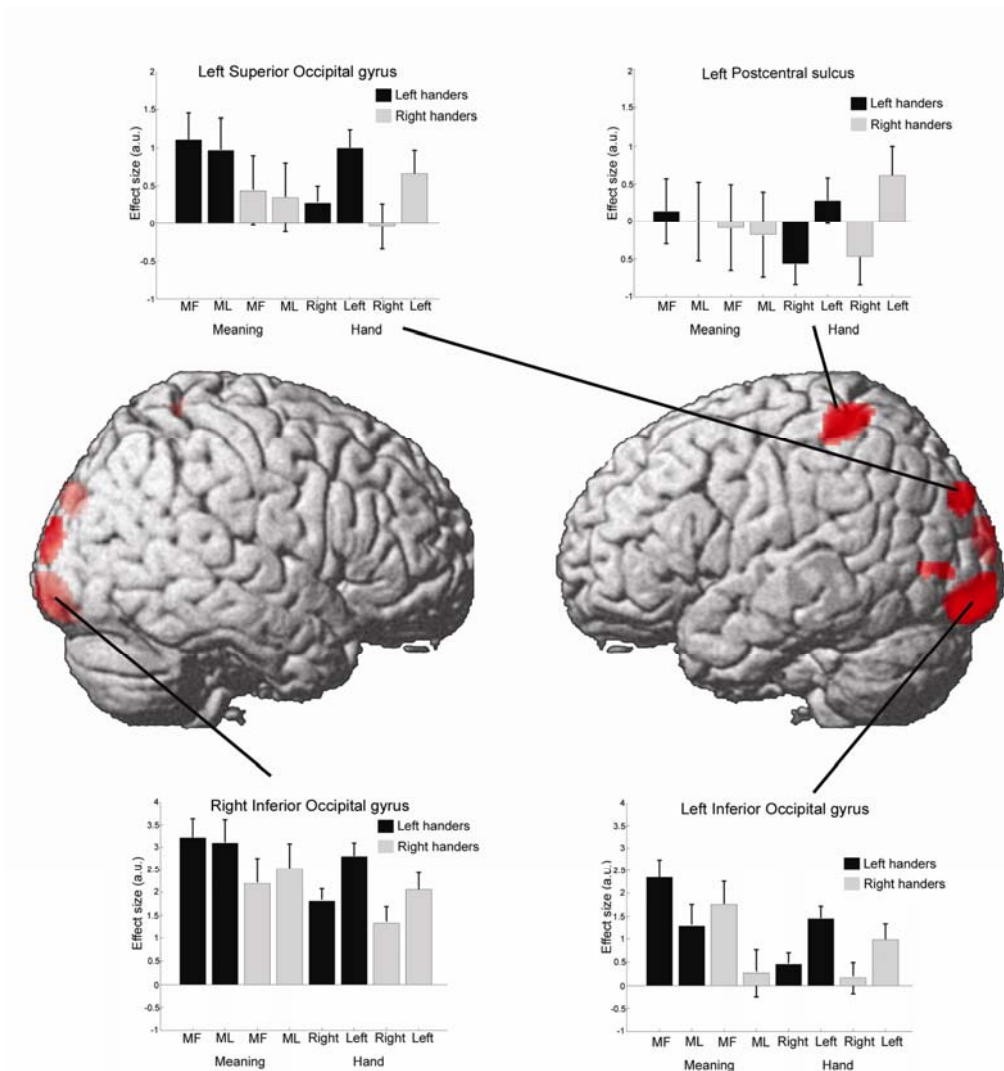 Left Superior Occipital gyrus
Left handers
Right handers
Effect size (a.u.)
2
1.5
1
0.5
0
-0.5
-1
MF ML MF ML Right Left Right Left
Meaning Hand
Left Postcentral sulcus
Left handers
Right handers
Effect size (a.u.)
2
1.5
1
0.5
0
-0.5
-1
MF ML MF ML Right Left Right Left
Meaning Hand
Right Inferior Occipital gyrus
Left handers
Right handers
Effect size (a.u.)
4
3.5
3
2.5
2
1.5
1
0.5
0
-0.5
-1
MF ML MF ML Right Left Right Left
Meaning Hand
Left Inferior Occipital gyrus
Left handers
Right handers
Effect size (a.u.)
4
3.5
3
2.5
2
1.5
1
0.5
0
-0.5
-1
MF ML MF ML Right Left Right Left
Meaning Hand